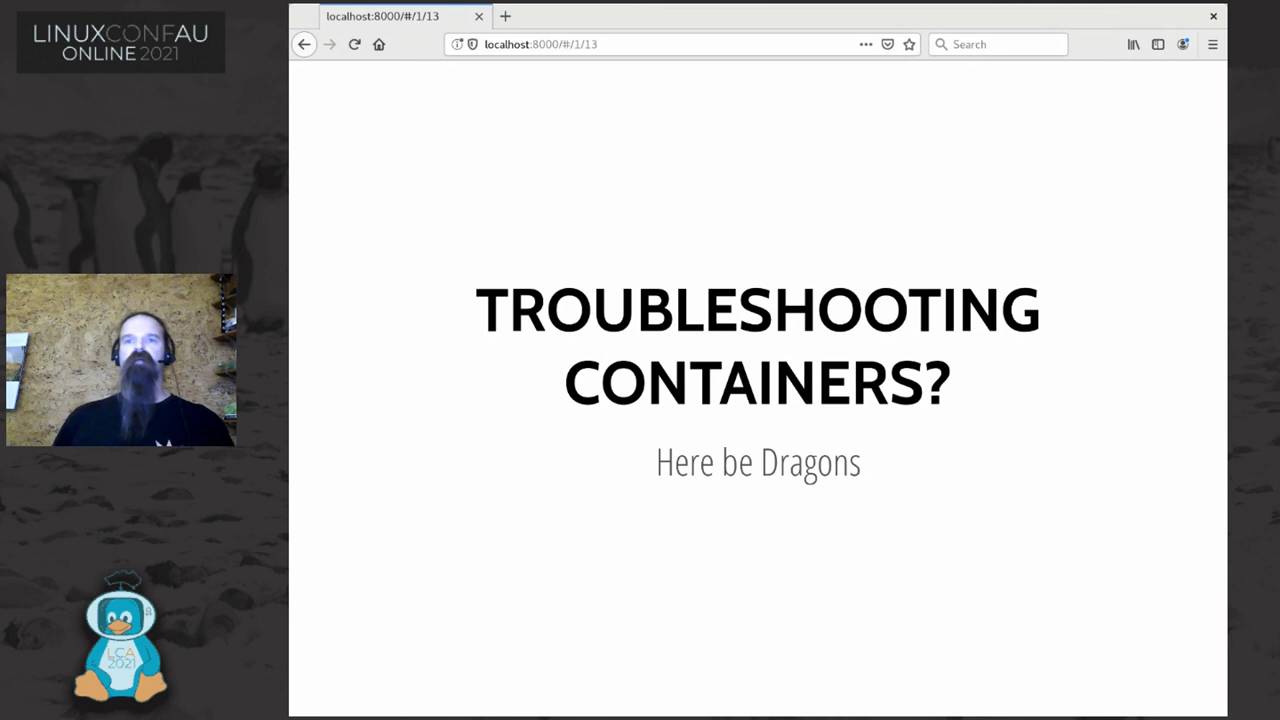 LINUXCONFAU
ONLINE 2021
localhost:8000/#/1/13
localhost:8000/#/1/13
Search
TROUBLESHOOTING
CONTAINERS?
Here be Dragons
LCA
2021